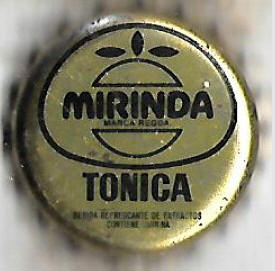 MIRINDA
MARCA REGDA.
TONICA
BEBIDA REFRESCANTE DE EXTRACTOS
CONTIENE QUININA